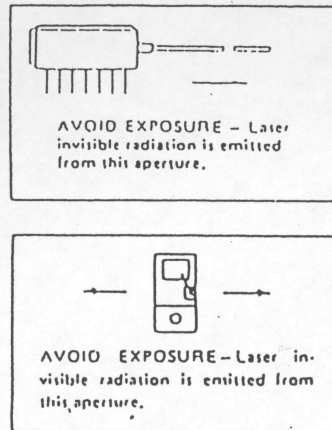 AVOID EXPOSURE – Laser
invisible radiation is emitted
from this aperture.
AVOID EXPOSURE – Laser in-
visible radiation is emitted from
this aperture.